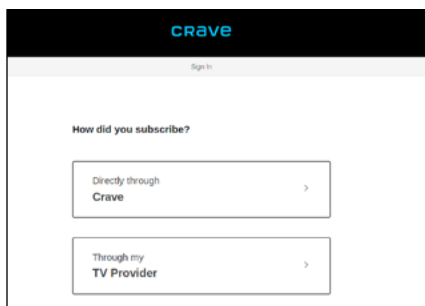 crave
Sign In
How did you subscribe?
Directly through
Crave
Through my
TV Provider